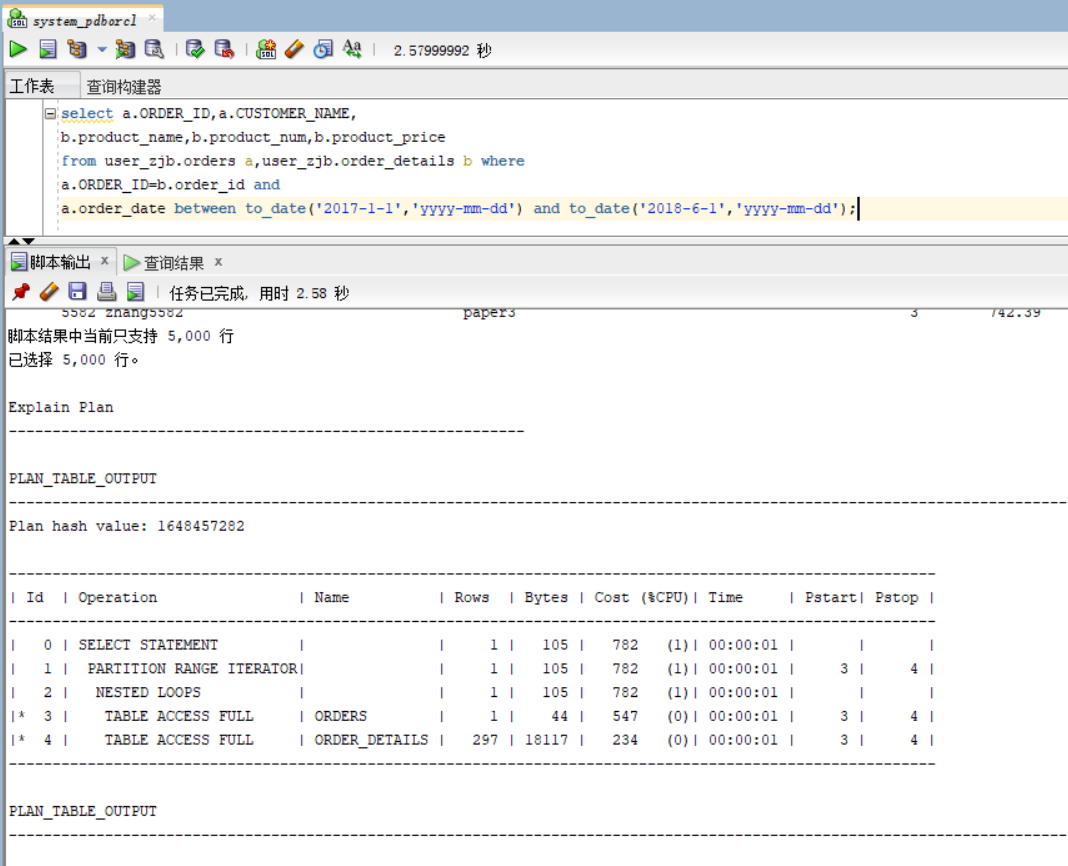 system_pdborcl
2.57999992 秒
工作表 查询构建器
select a.ORDER_ID,a.CUSTOMER_NAME,
b.product_name,b.product_num,b.product_price
from user_zjb.orders a,user_zjb.order_details b where
a.ORDER_ID=b.order_id and
a.order_date between to_date('2017-1-1','yyyy-mm-dd') and to_date('2018-6-1','yyyy-mm-dd');
脚本输出 × 查询结果 ×
任务已完成, 用时 2.58 秒
5582 zhang5582 paper3 3 742.39
脚本结果中当前只支持 5,000 行
已选择 5,000 行。
Explain Plan
-----------------------------------------------------------
PLAN_TABLE_OUTPUT
-------------------------------------------------------------------------------------------------------------------------
Plan hash value: 1648457282
----------------------------------------------------------------------------------------------------------
| Id | Operation | Name | Rows | Bytes | Cost (%CPU)| Time | Pstart| Pstop |
----------------------------------------------------------------------------------------------------------
| 0 | SELECT STATEMENT | | 1 | 105 | 782 (1)| 00:00:01 | | |
| 1 | PARTITION RANGE ITERATOR| | 1 | 105 | 782 (1)| 00:00:01 | 3 | 4 |
| 2 | NESTED LOOPS | | 1 | 105 | 782 (1)| 00:00:01 | | |
|* 3 | TABLE ACCESS FULL | ORDERS | 1 | 44 | 547 (0)| 00:00:01 | 3 | 4 |
|* 4 | TABLE ACCESS FULL | ORDER_DETAILS | 297 | 18117 | 234 (0)| 00:00:01 | 3 | 4 |
----------------------------------------------------------------------------------------------------------
PLAN_TABLE_OUTPUT
-------------------------------------------------------------------------------------------------------------------------